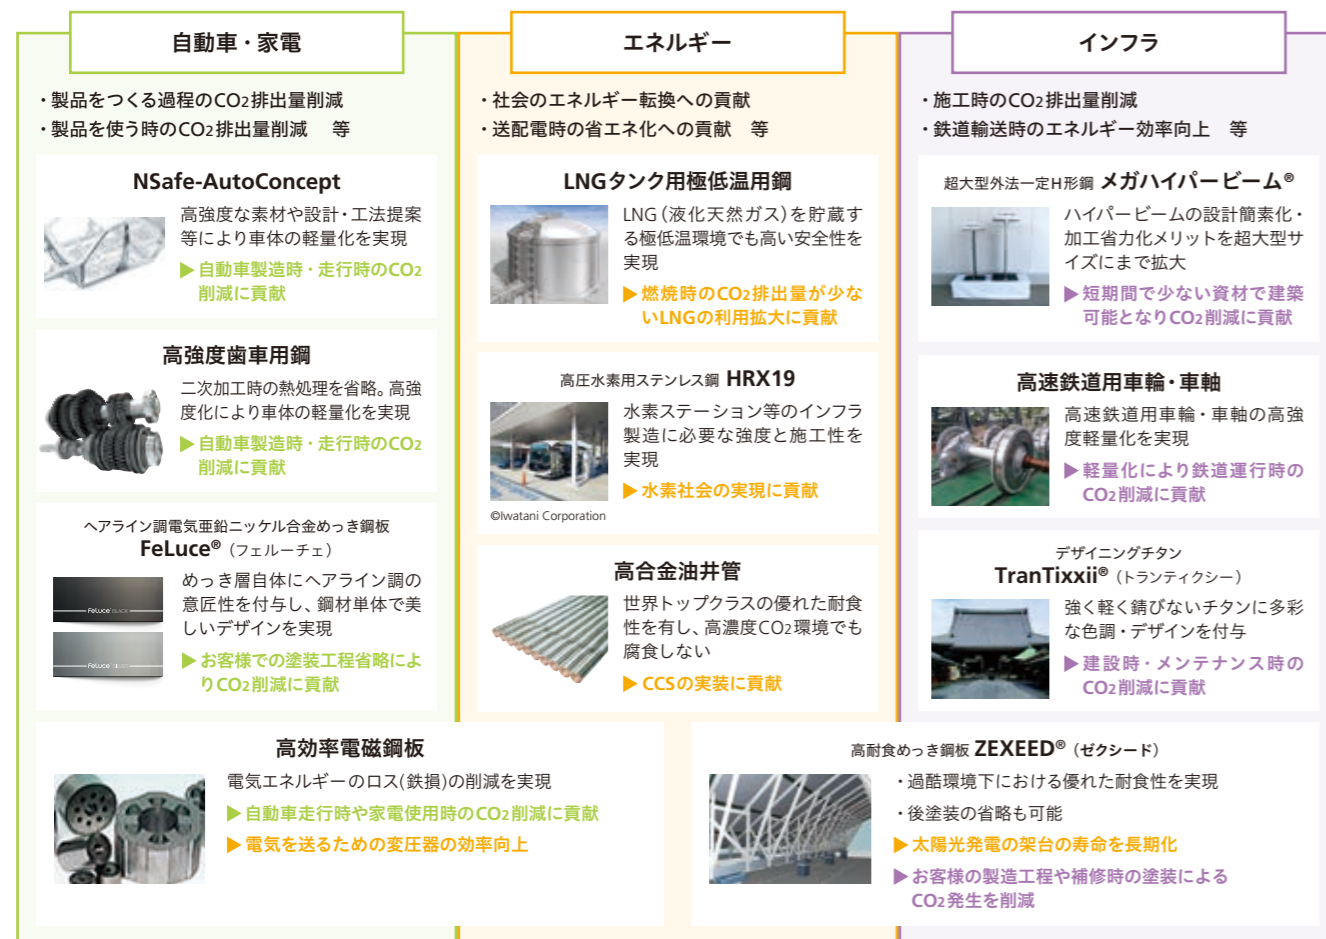 自動車・家電
・製品をつくる過程のCO2排出量削減
・製品を使う時のCO2排出量削減　等
NSafe-AutoConcept
高強度な素材や設計・工法提案
等により車体の軽量化を実現
▶自動車製造時・走行時のCO2
削減に貢献
高強度歯車用鋼
二次加工時の熱処理を省略。高強
度化により車体の軽量化を実現
▶自動車製造時・走行時のCO2
削減に貢献
ヘアライン調電気亜鉛ニッケル合金めっき鋼板
FeLuce®（フェルーチェ）
FeLuce BLACK
FeLuce
めっき層自体にヘアライン調の
意匠性を付与し、鋼材単体で美
しいデザインを実現
▶お客様での塗装工程省略によ
りCO2削減に貢献
エネルギー
・社会のエネルギー転換への貢献
・送配電時の省エネ化への貢献　等
LNGタンク用極低温用鋼
LNG（液化天然ガス）を貯蔵す
る極低温環境でも高い安全性を
実現
▶燃焼時のCO2排出量が少な
いLNGの利用拡大に貢献
高圧水素用ステンレス鋼 HRX19
水素ステーション等のインフラ
製造に必要な強度と施工性を
実現
▶水素社会の実現に貢献
©Iwatani Corporation
高合金油井管
世界トップクラスの優れた耐食
性を有し、高濃度CO2環境でも
腐食しない
▶CCSの実装に貢献
インフラ
・施工時のCO2排出量削減
・鉄道輸送時のエネルギー効率向上　等
超大型外法一定H形鋼 メガハイパービーム®
ハイパービームの設計簡素化・
加工省力化メリットを超大型サ
イズにまで拡大
▶短期間で少ない資材で建築
可能となりCO2削減に貢献
高速鉄道用車輪・車軸
高速鉄道用車輪・車軸の高強
度軽量化を実現
▶軽量化により鉄道運行時の
CO2削減に貢献
デザイニングチタン
TranTixxii®（トランティクシー）
強く軽く錆びないチタンに多彩
な色調・デザインを付与
▶建設時・メンテナンス時の
CO2削減に貢献
高効率電磁鋼板
電気エネルギーのロス(鉄損)の削減を実現
▶自動車走行時や家電使用時のCO2削減に貢献
▶電気を送るための変圧器の効率向上
高耐食めっき鋼板 ZEXEED®（ゼクシード）
・過酷環境下における優れた耐食性を実現
・後塗装の省略も可能
▶太陽光発電の架台の寿命を長期化
▶お客様の製造工程や補修時の塗装による
CO2発生を削減